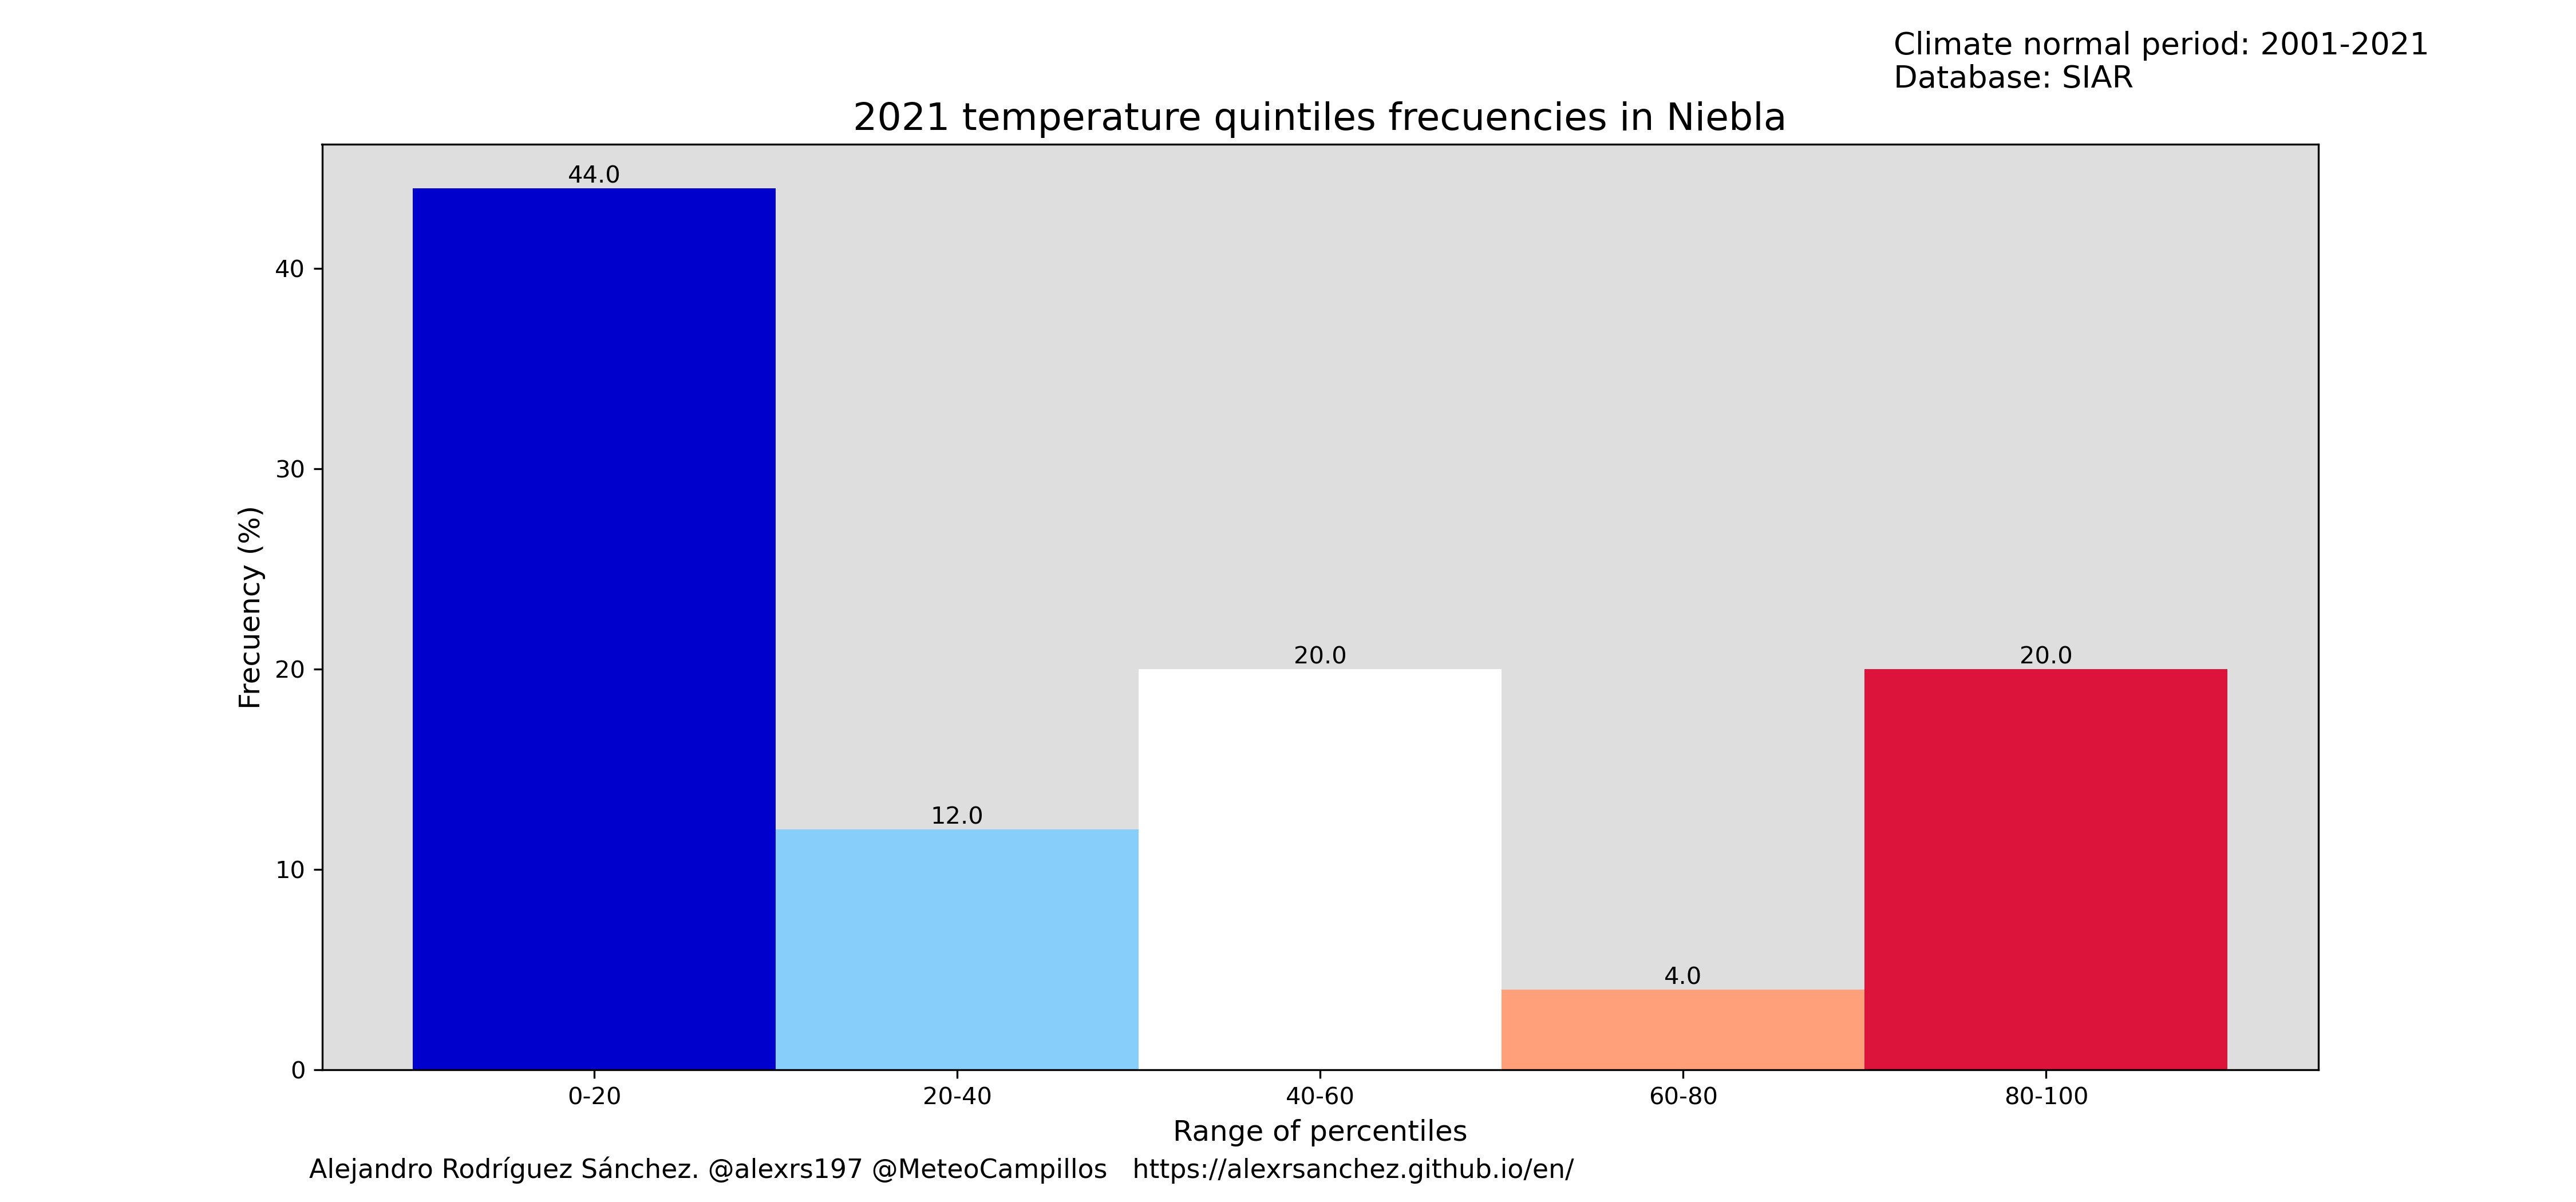 Climate normal period: 2001-2021
Database: SIAR
2021 temperature quintiles frecuencies in Niebla
44.0
40
30
Frecuency (%)
20.0
20.0
20
12.0
10
4.0
0
0-20
20-40
40-60
60-80
80-100
Range of percentiles
Alejandro Rodríguez Sánchez. @alexrs197 @MeteoCampillos https://alexrsanchez.github.io/en/